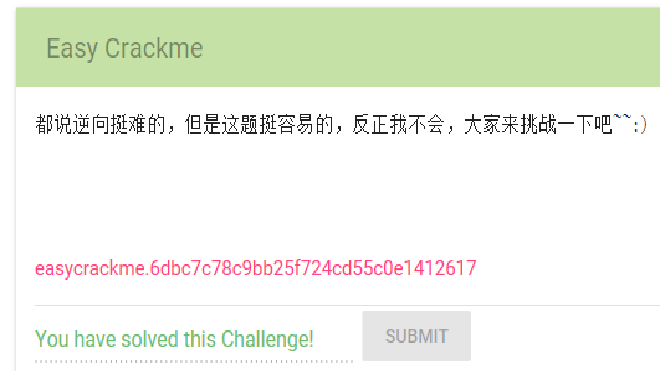 Easy Crackme
都说逆向挺难的，但是这题挺容易的，反正我不会，大家来挑战一下吧~~:)
easycrackme.6dbc7c78c9bb25f724cd55c0e1412617
You have solved this Challenge!
SUBMIT